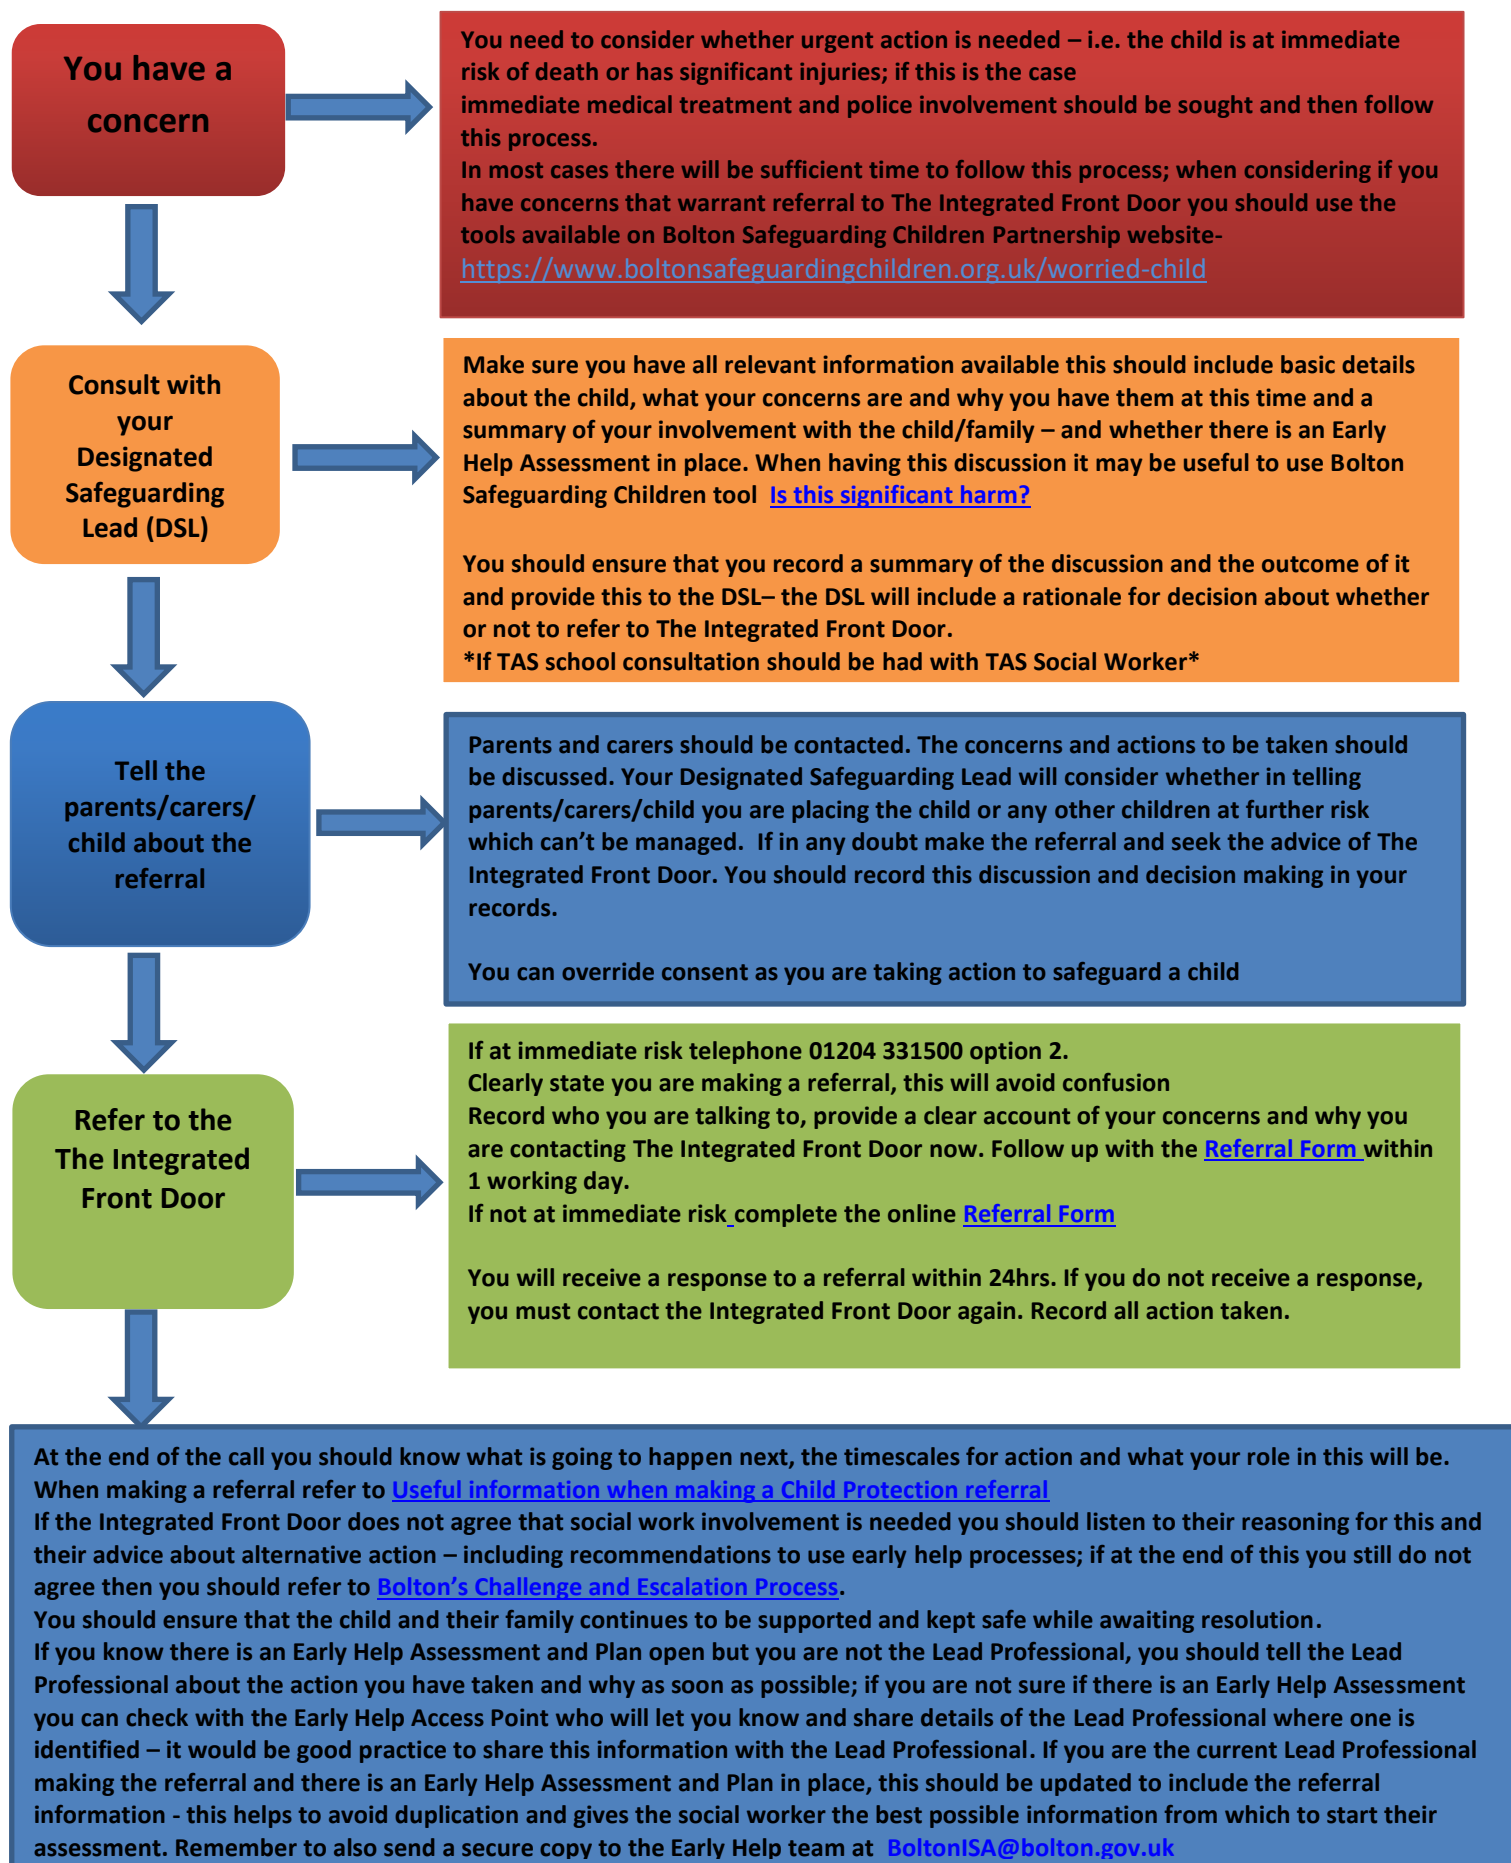 You have a
concern
You need to consider whether urgent action is needed – i.e. the child is at immediate
risk of death or has significant injuries; if this is the case
immediate medical treatment and police involvement should be sought and then follow
this process.
In most cases there will be sufficient time to follow this process; when considering if you
have concerns that warrant referral to The Integrated Front Door you should use the
tools available on Bolton Safeguarding Children Partnership website-
https://www.boltonsafeguardingchildren.org.uk/worried-child
Consult with
your
Designated
Safeguarding
Lead (DSL)
Make sure you have all relevant information available this should include basic details
about the child, what your concerns are and why you have them at this time and a
summary of your involvement with the child/family – and whether there is an Early
Help Assessment in place. When having this discussion it may be useful to use Bolton
Safeguarding Children tool Is this significant harm?
You should ensure that you record a summary of the discussion and the outcome of it
and provide this to the DSL– the DSL will include a rationale for decision about whether
or not to refer to The Integrated Front Door.
*If TAS school consultation should be had with TAS Social Worker*
Tell the
parents/carers/
child about the
referral
Parents and carers should be contacted. The concerns and actions to be taken should
be discussed. Your Designated Safeguarding Lead will consider whether in telling
parents/carers/child you are placing the child or any other children at further risk
which can’t be managed. If in any doubt make the referral and seek the advice of The
Integrated Front Door. You should record this discussion and decision making in your
records.
You can override consent as you are taking action to safeguard a child
Refer to the
The Integrated
Front Door
If at immediate risk telephone 01204 331500 option 2.
Clearly state you are making a referral, this will avoid confusion
Record who you are talking to, provide a clear account of your concerns and why you
are contacting The Integrated Front Door now. Follow up with the Referral Form within
1 working day.
If not at immediate risk complete the online Referral Form
You will receive a response to a referral within 24hrs. If you do not receive a response,
you must contact the Integrated Front Door again. Record all action taken.
At the end of the call you should know what is going to happen next, the timescales for action and what your role in this will be.
When making a referral refer to Useful information when making a Child Protection referral
If the Integrated Front Door does not agree that social work involvement is needed you should listen to their reasoning for this and
their advice about alternative action – including recommendations to use early help processes; if at the end of this you still do not
agree then you should refer to Bolton’s Challenge and Escalation Process.
You should ensure that the child and their family continues to be supported and kept safe while awaiting resolution.
If you know there is an Early Help Assessment and Plan open but you are not the Lead Professional, you should tell the Lead
Professional about the action you have taken and why as soon as possible; if you are not sure if there is an Early Help Assessment
you can check with the Early Help Access Point who will let you know and share details of the Lead Professional where one is
identified – it would be good practice to share this information with the Lead Professional. If you are the current Lead Professional
making the referral and there is an Early Help Assessment and Plan in place, this should be updated to include the referral
information - this helps to avoid duplication and gives the social worker the best possible information from which to start their
assessment. Remember to also send a secure copy to the Early Help team at BoltonISA@bolton.gov.uk